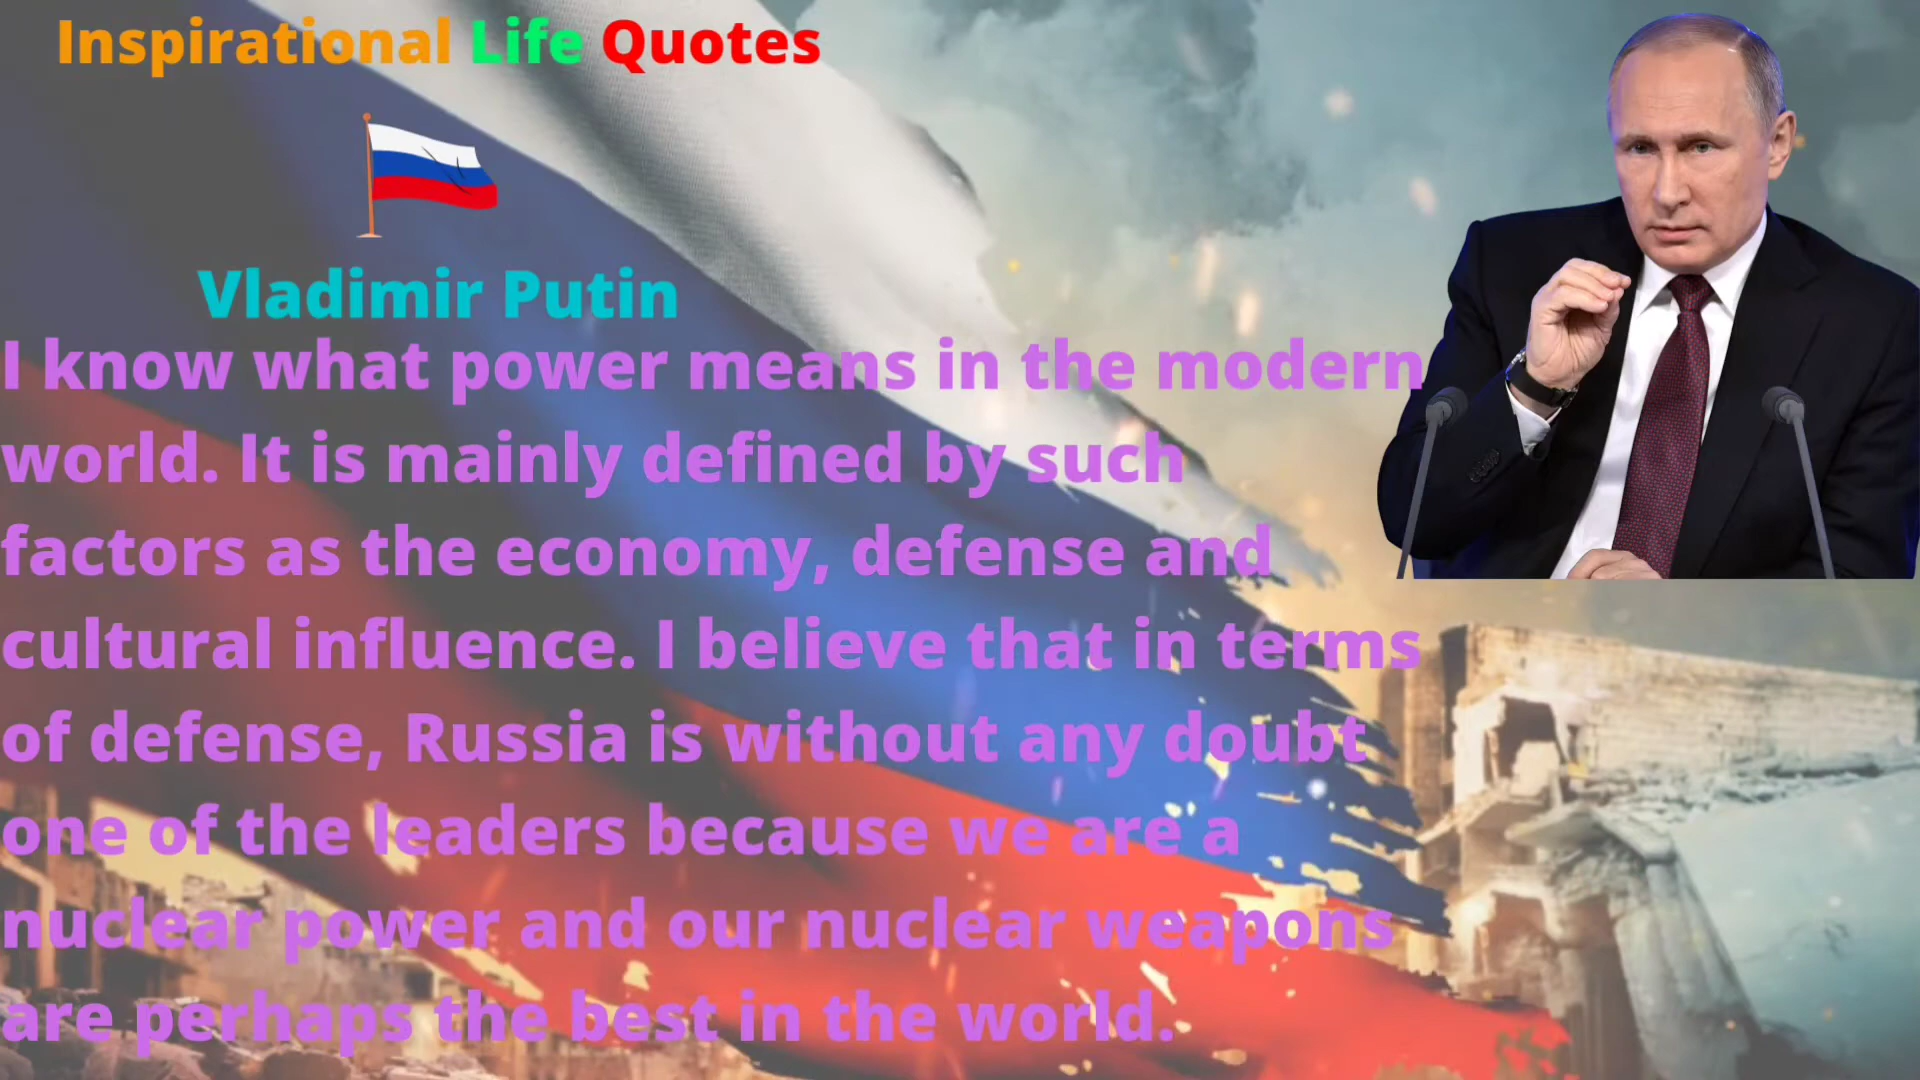 Inspirational Life Quotes
Vladimir Putin
I know what power means in the modern
world. It is mainly defined by such
factors as the economy, defense and
cultural influence. I believe that in terms
of defense, Russia is without any doubt
one of the leaders because we are a
nuclear power and our nuclear weapons
are perhaps the best in the world.